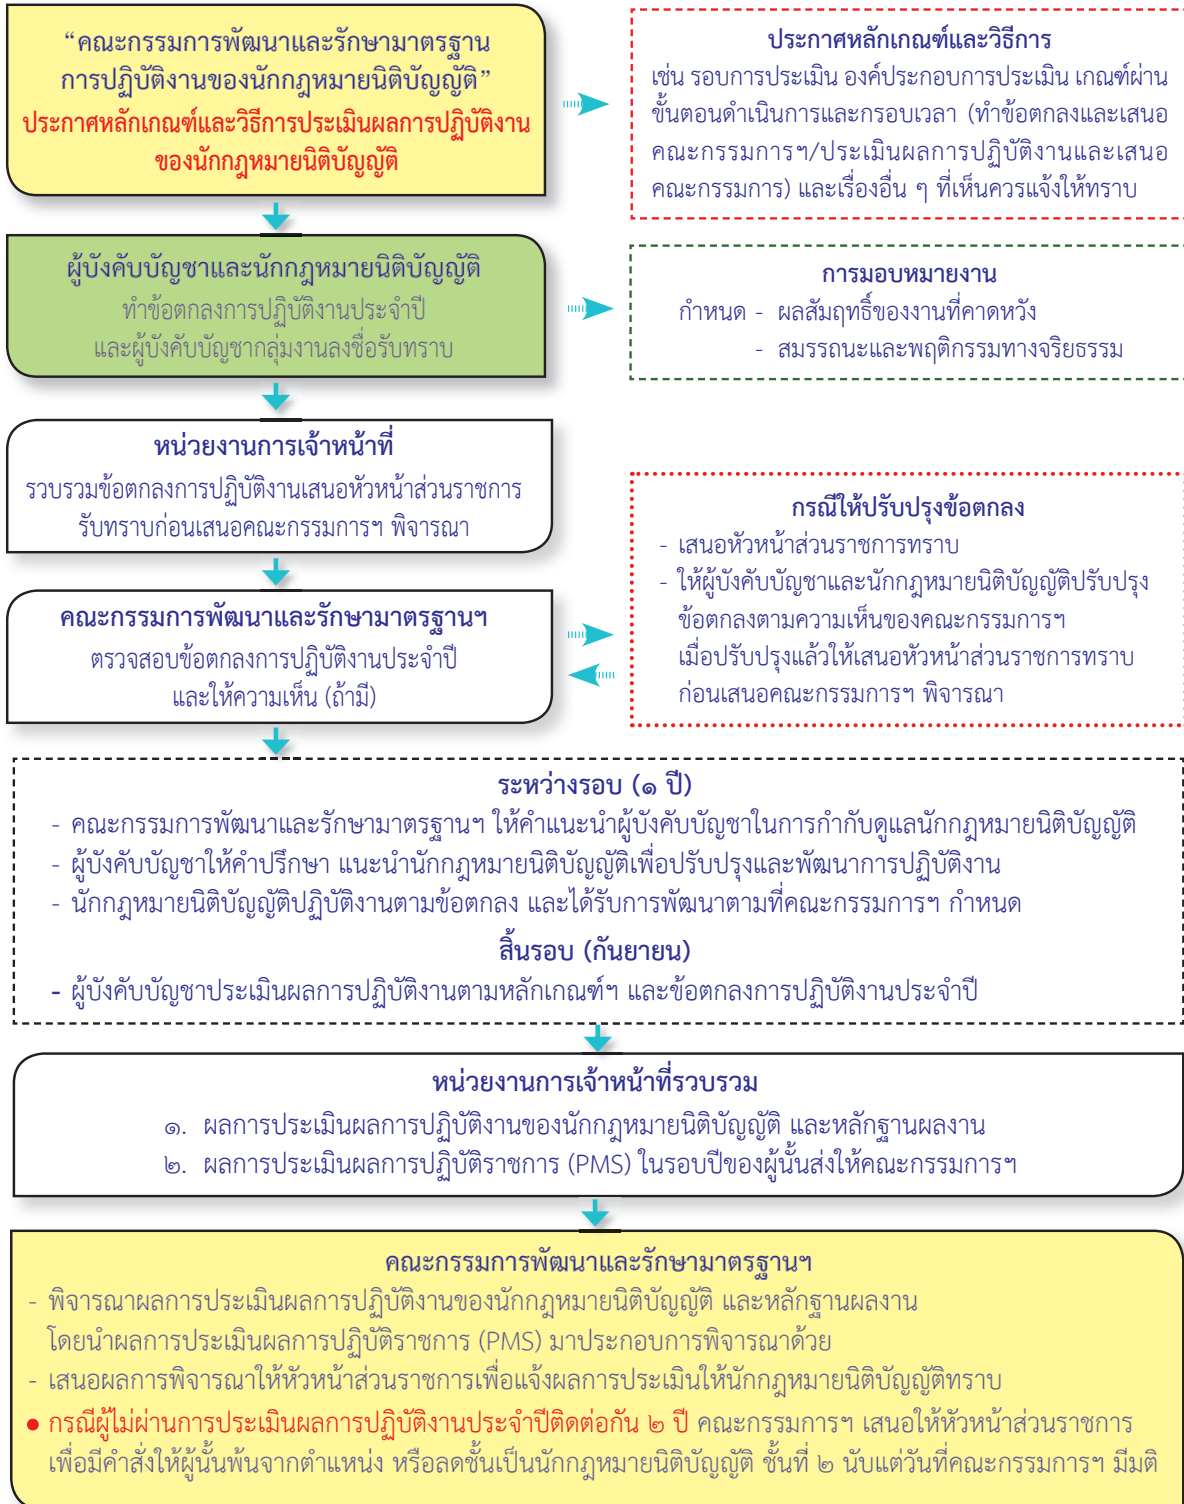 “คณะกรรมการพัฒนาและรักษามาตรฐาน
การปฏิบัติงานของนักกฎหมายนิติบัญญัติ”
ประกาศหลักเกณฑ์และวิธีการประเมินผลการปฏิบัติงาน
ของนักกฎหมายนิติบัญญัติ
ประกาศหลักเกณฑ์และวิธีการ
เช่น รอบการประเมิน องค์ประกอบการประเมิน เกณฑ์ผ่าน
ขั้นตอนดำเนินการและกรอบเวลา (ทำข้อตกลงและเสนอ
คณะกรรมการฯ/ประเมินผลการปฏิบัติงานและเสนอ
คณะกรรมการ) และเรื่องอื่น ๆ ที่เห็นควรแจ้งให้ทราบ
ผู้บังคับบัญชาและนักกฎหมายนิติบัญญัติ
ทำข้อตกลงการปฏิบัติงานประจำปี
และผู้บังคับบัญชากลุ่มงานลงชื่อรับทราบ
การมอบหมายงาน
กำหนด - ผลสัมฤทธิ์ของงานที่คาดหวัง
- สมรรถนะและพฤติกรรมทางจริยธรรม
หน่วยงานการเจ้าหน้าที่
รวบรวมข้อตกลงการปฏิบัติงานเสนอหัวหน้าส่วนราชการ
รับทราบก่อนเสนอคณะกรรมการฯ พิจารณา
คณะกรรมการพัฒนาและรักษามาตรฐานฯ
ตรวจสอบข้อตกลงการปฏิบัติงานประจำปี
และให้ความเห็น (ถ้ามี)
กรณีให้ปรับปรุงข้อตกลง
- เสนอหัวหน้าส่วนราชการทราบ
- ให้ผู้บังคับบัญชาและนักกฎหมายนิติบัญญัติปรับปรุง
ข้อตกลงตามความเห็นของคณะกรรมการฯ
เมื่อปรับปรุงแล้วให้เสนอหัวหน้าส่วนราชการทราบ
ก่อนเสนอคณะกรรมการฯ พิจารณา
ระหว่างรอบ (๑ ปี)
- คณะกรรมการพัฒนาและรักษามาตรฐานฯ ให้คำแนะนำผู้บังคับบัญชาในการกำกับดูแลนักกฎหมายนิติบัญญัติ
- ผู้บังคับบัญชาให้คำปรึกษา แนะนำนักกฎหมายนิติบัญญัติเพื่อปรับปรุงและพัฒนาการปฏิบัติงาน
- นักกฎหมายนิติบัญญัติปฏิบัติงานตามข้อตกลง และได้รับการพัฒนาตามที่คณะกรรมการฯ กำหนด
สิ้นรอบ (กันยายน)
- ผู้บังคับบัญชาประเมินผลการปฏิบัติงานตามหลักเกณฑ์ฯ และข้อตกลงการปฏิบัติงานประจำปี
หน่วยงานการเจ้าหน้าที่รวบรวม
๑. ผลการประเมินผลการปฏิบัติงานของนักกฎหมายนิติบัญญัติ และหลักฐานผลงาน
๒. ผลการประเมินผลการปฏิบัติราชการ (PMS) ในรอบปีของผู้นั้นส่งให้คณะกรรมการฯ
คณะกรรมการพัฒนาและรักษามาตรฐานฯ
- พิจารณาผลการประเมินผลการปฏิบัติงานของนักกฎหมายนิติบัญญัติ และหลักฐานผลงาน
โดยนำผลการประเมินผลการปฏิบัติราชการ (PMS) มาประกอบการพิจารณาด้วย
- เสนอผลการพิจารณาให้หัวหน้าส่วนราชการเพื่อแจ้งผลการประเมินให้นักกฎหมายนิติบัญญัติทราบ
● กรณีผู้ไม่ผ่านการประเมินผลการปฏิบัติงานประจำปีติดต่อกัน ๒ ปี คณะกรรมการฯ เสนอให้หัวหน้าส่วนราชการ
เพื่อมีคำสั่งให้ผู้นั้นพ้นจากตำแหน่ง หรือลดชั้นเป็นนักกฎหมายนิติบัญญัติ ชั้นที่ ๒ นับแต่วันที่คณะกรรมการฯ มีมติ